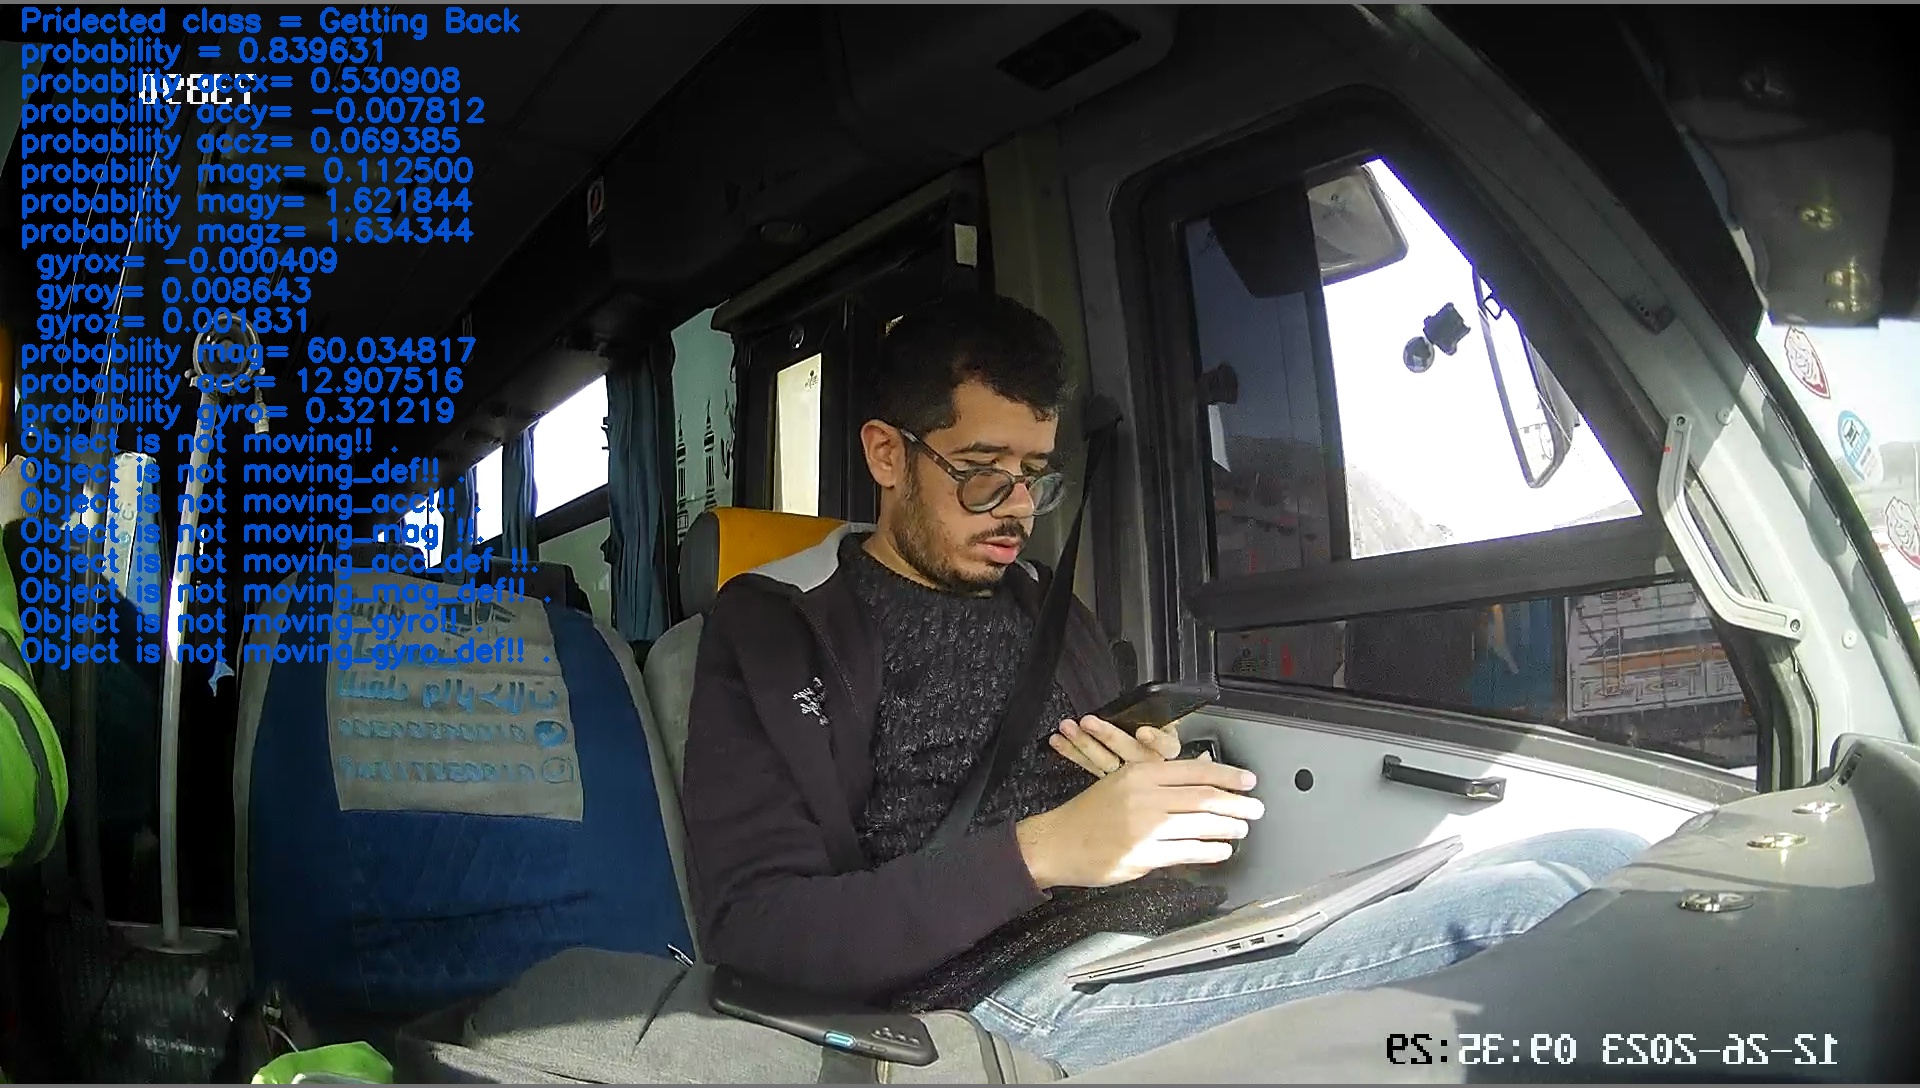 Pridected class = Getting Back
probability = 0.839631
probability accx= 0.530908
probability accy= -0.007812
probability accz= 0.069385
probability magx= 0.112500
probability magy= 1.621844
probability magz= 1.634344
gyrox= -0.000409
gyroy= 0.008643
gyroz= 0.001831
probability mag= 60.034817
probability acc= 12.907516
probability gyro= 0.321219
Object is not moving!! .
Object is not moving_def!! .
Object is not moving_acc!!! .
Object is not moving_mag !!.
Object is not moving_acc_def !!.
Object is not moving_mag_def!! .
Object is not moving_gyro!! .
Object is not moving_gyro_def!! .
12-26-2023 09:35:29